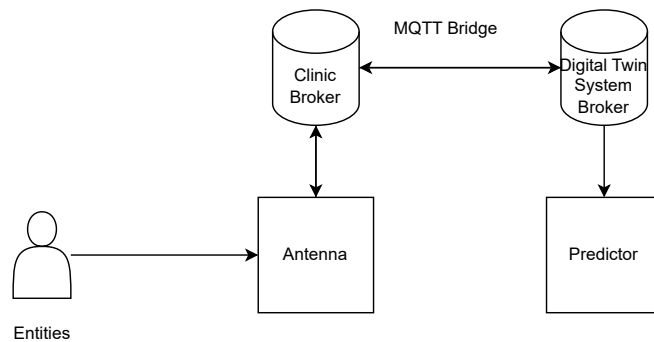 MQTT Bridge
Clinic
Broker
Digital Twin
System
Broker
Antenna
Predictor
Entities